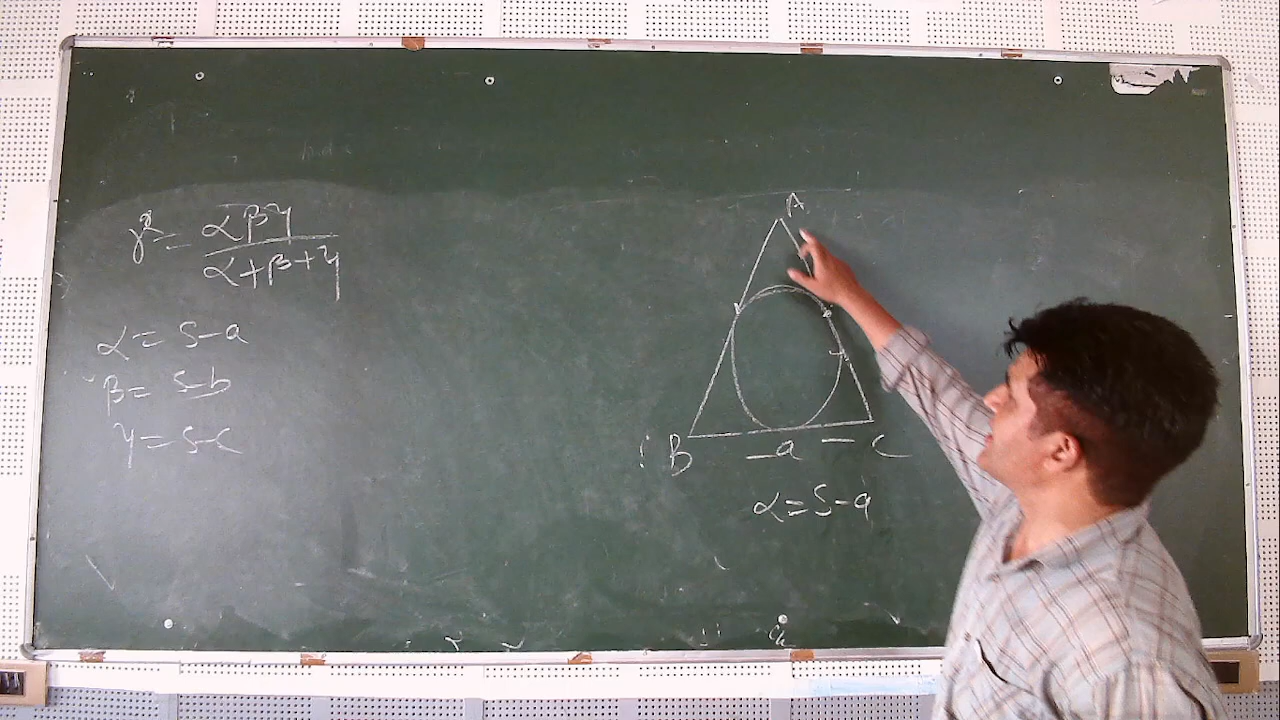 r² = αβγ / α+β+γ
α = s-a
β = s-b
γ = s-c
A
B -a- C
α = s-a